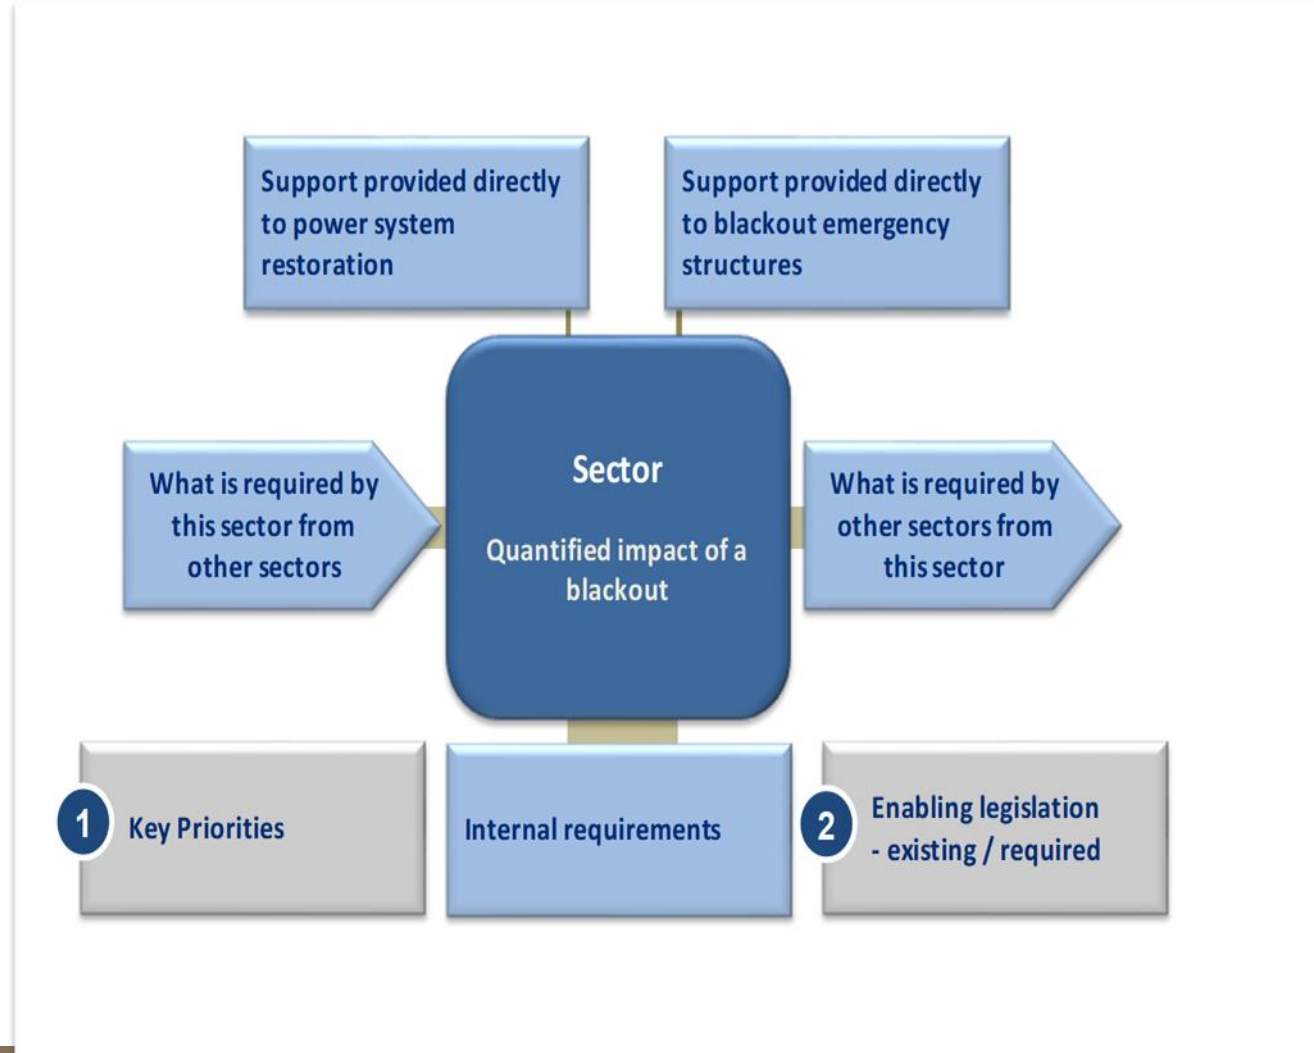 Support provided directly
to power system
restoration
Support provided directly
to blackout emergency
structures
What is required by
this sector from
other sectors
Sector
Quantified impact of a
blackout
What is required by
other sectors from
this sector
1
Key Priorities
Internal requirements
2
Enabling legislation
- existing / required